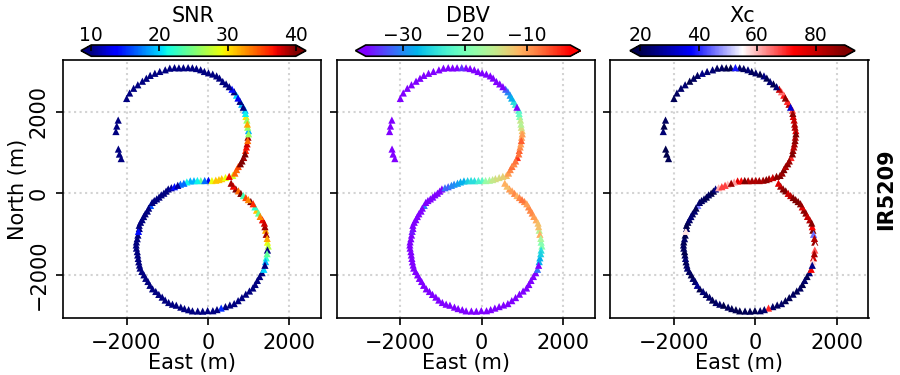 SNR
10 20 30 40
DBV
−30 −20 −10
Xc
20 40 60 80
North (m)
2000
0
−2000
−2000 0 2000
East (m)
−2000 0 2000
East (m)
−2000 0 2000
East (m)
IR5209